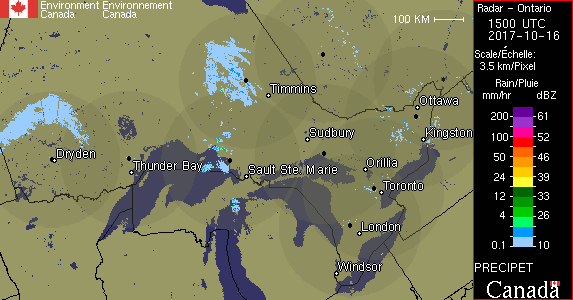 Environment Environnement
Canada Canada
100 KM
Timmins
Ottawa
Sudbury
Kingston
Dryden
Thunder Bay
Sault Ste. Marie
Orillia
Toronto
London
Windsor
Radar - Ontario
1500 UTC
2017-10-16
Scale/Échelle:
3.5 km/Pixel
Rain/Pluie
mm/hr dBZ
200 61
100 52
50 46
24 39
12 33
4 26
0.1 10
PRECIPET
Canada